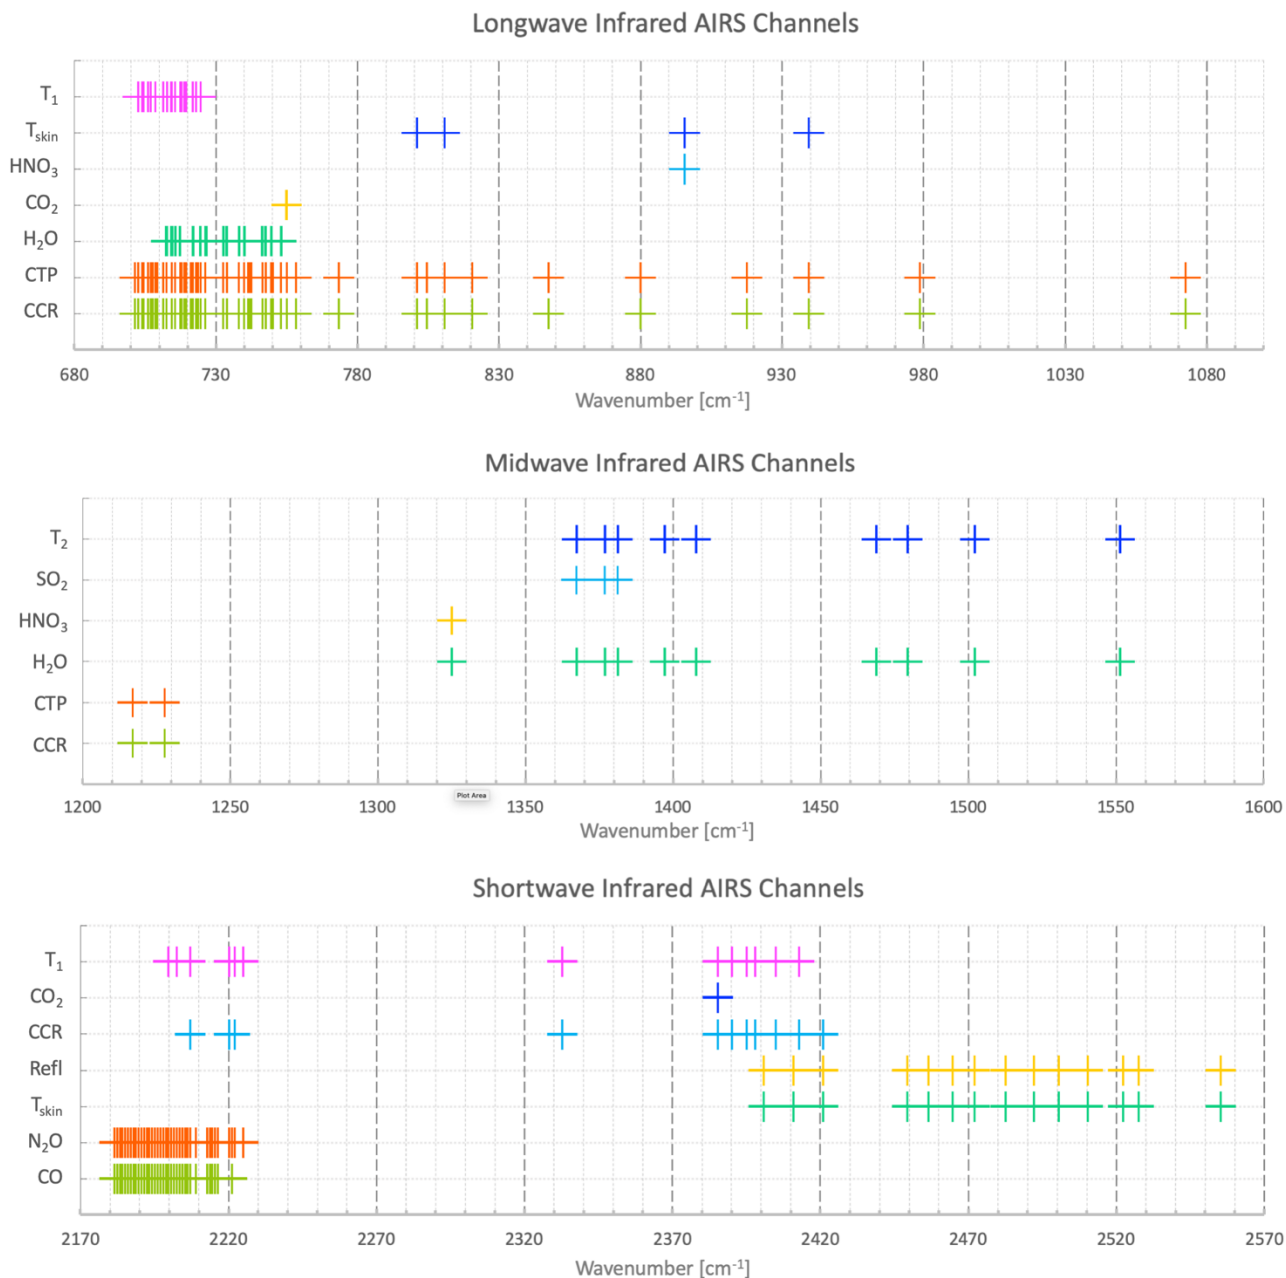 Longwave Infrared AIRS Channels
T₁
Tskin
HNO₃
CO₂
H₂O
CTP
CCR
680 730 780 830 880 930 980 1030 1080
Wavenumber [cm⁻¹]
Midwave Infrared AIRS Channels
T₂
SO₂
HNO₃
H₂O
CTP
CCR
Plot Area
1200 1250 1300 1350 1400 1450 1500 1550 1600
Wavenumber [cm⁻¹]
Shortwave Infrared AIRS Channels
T₁
CO₂
CCR
Refl
Tskin
N₂O
CO
2170 2220 2270 2320 2370 2420 2470 2520 2570
Wavenumber [cm⁻¹]